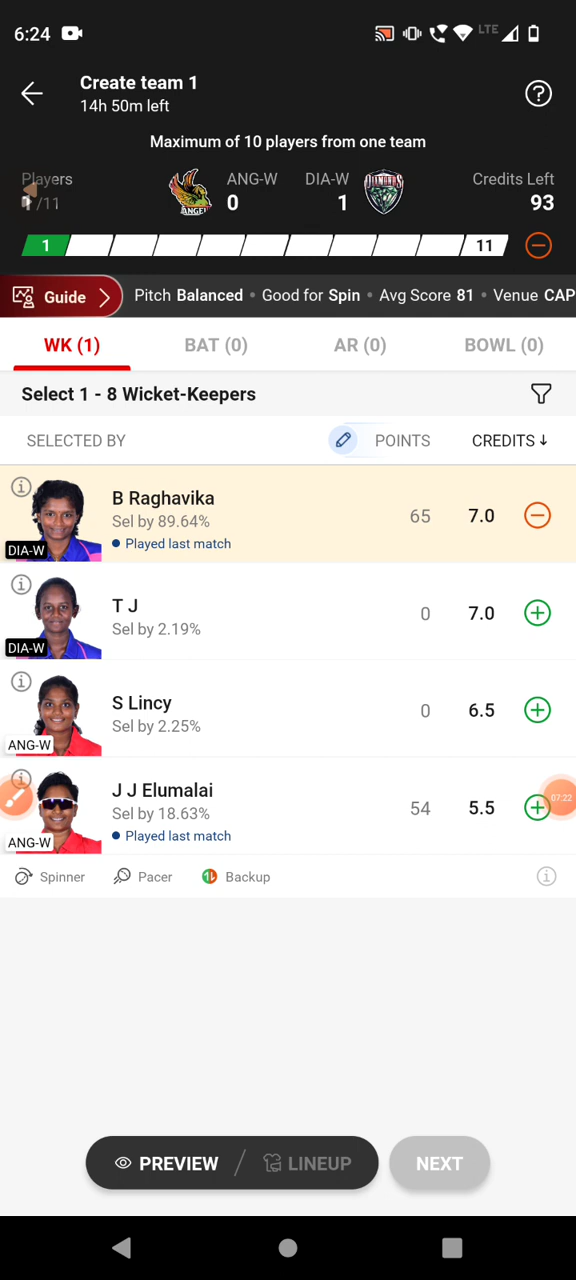 6:24
LTE
Create team 1
14h 50m left
Maximum of 10 players from one team
Players
/11
ANGEL
ANG-W
0
DIA-W
1
DIAMONDS
Credits Left
93
1
11
Guide
Pitch Balanced • Good for Spin • Avg Score 81 • Venue CAP
WK (1)
BAT (0)
AR (0)
BOWL (0)
Select 1 - 8 Wicket-Keepers
SELECTED BY
POINTS
CREDITS↓
B Raghavika
Sel by 89.64%
Played last match
DIA-W
65
7.0
T J
Sel by 2.19%
DIA-W
0
7.0
S Lincy
Sel by 2.25%
ANG-W
0
6.5
J J Elumalai
Sel by 18.63%
Played last match
ANG-W
54
5.5
07:22
Spinner
Pacer
Backup
PREVIEW
LINEUP
NEXT